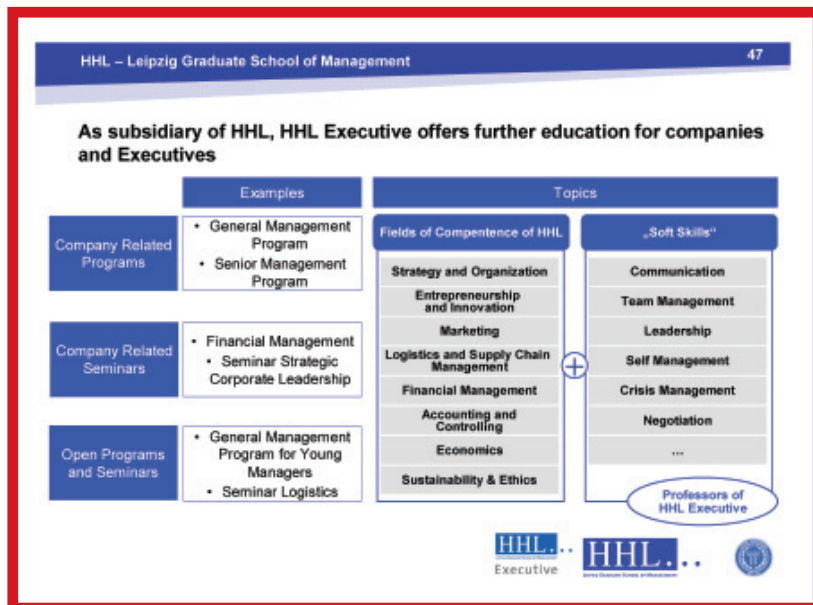 HHL – Leipzig Graduate School of Management
47
As subsidiary of HHL, HHL Executive offers further education for companies
and Executives
Examples
Topics
Company Related
Programs
• General Management
Program
• Senior Management
Program
Company Related
Seminars
• Financial Management
• Seminar Strategic
Corporate Leadership
Open Programs
and Seminars
• General Management
Program for Young
Managers
• Seminar Logistics
Fields of Compentence of HHL
Strategy and Organization
Entrepreneurship
and Innovation
Marketing
Logistics and Supply Chain
Management
Financial Management
Accounting and
Controlling
Economics
Sustainability & Ethics
+
„Soft Skills“
Communication
Team Management
Leadership
Self Management
Crisis Management
Negotiation
...
Professors of
HHL Executive
HHL...
Executive
HHL...
Leipzig Graduate School of Management